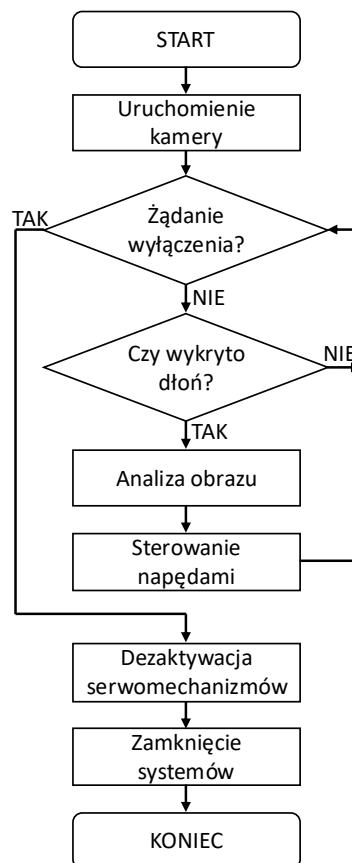 START
Uruchomienie
kamery
TAK
Żądanie
wyłączenia?
NIE
Czy wykryto
dłoń?
NIE
TAK
Analiza obrazu
Sterowanie
napędami
Dezaktywacja
serwomechanizmów
Zamknięcie
systemów
KONIEC